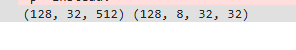 (128, 32, 512) (128, 8, 32, 32)